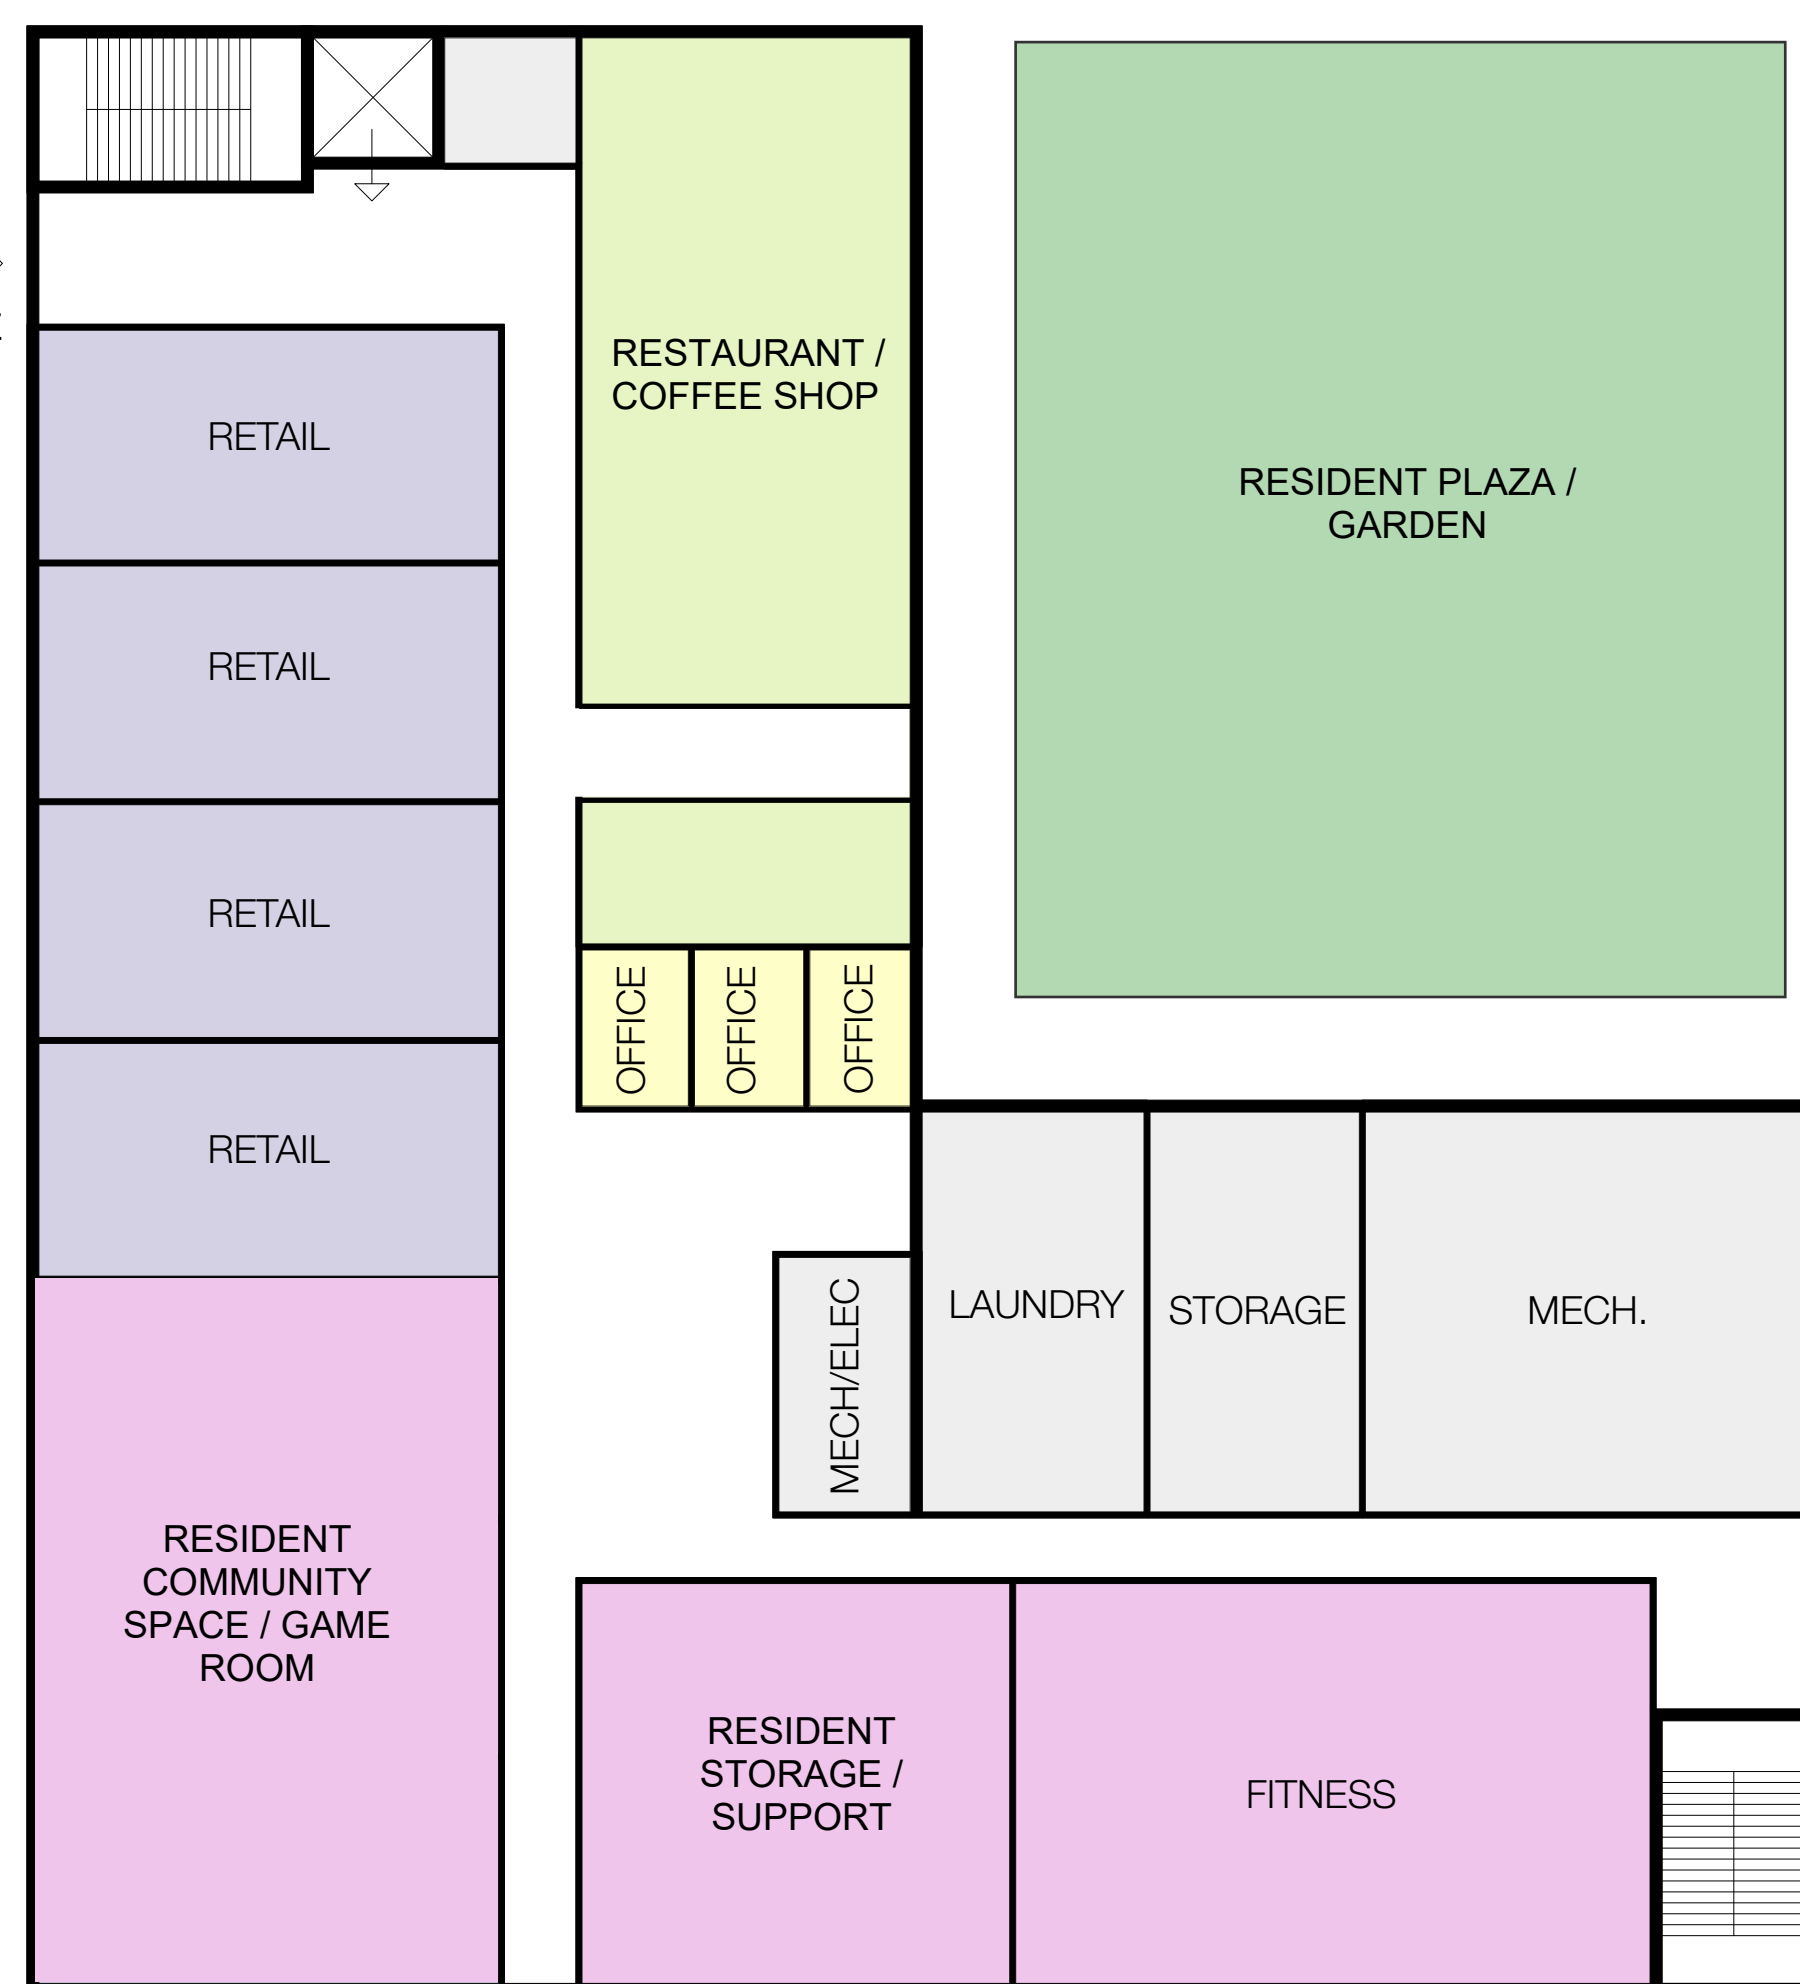 RESTAURANT /
COFFEE SHOP
RETAIL
RESIDENT PLAZA /
GARDEN
RETAIL
RETAIL
OFFICE
OFFICE
OFFICE
RETAIL
LAUNDRY
STORAGE
MECH.
MECH/ELEC
RESIDENT
COMMUNITY
SPACE / GAME
ROOM
RESIDENT
STORAGE /
SUPPORT
FITNESS